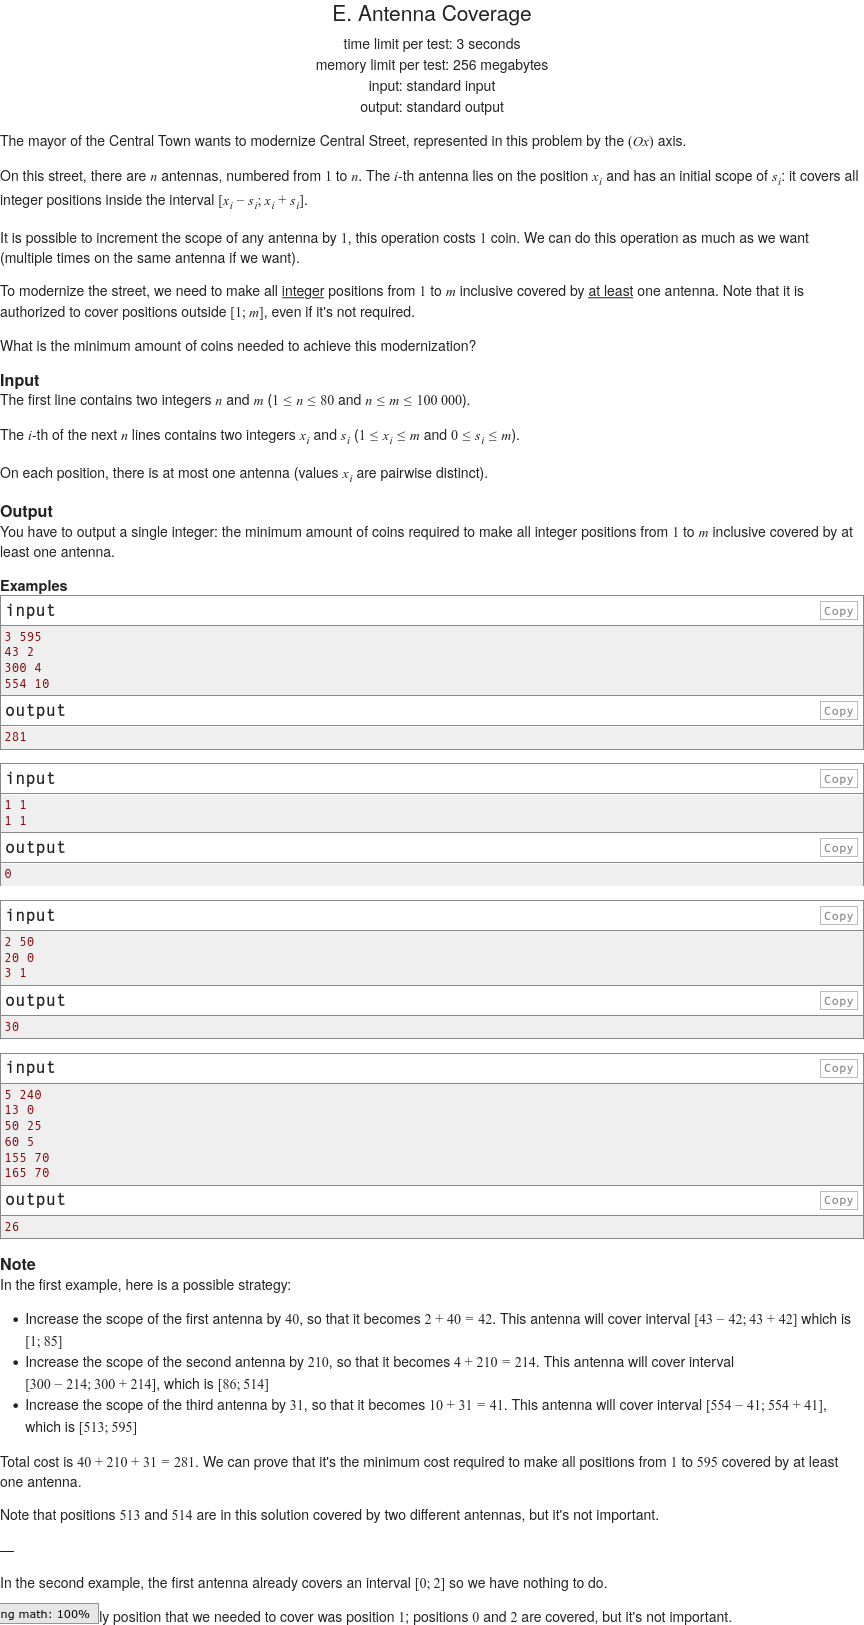 E. Antenna Coverage
time limit per test: 3 seconds
memory limit per test: 256 megabytes
input: standard input
output: standard output
The mayor of the Central Town wants to modernize Central Street, represented in this problem by the (Ox) axis.
On this street, there are n antennas, numbered from 1 to n. The i-th antenna lies on the position x_i and has an initial scope of s_i: it covers all
integer positions inside the interval [x_i − s_i; x_i + s_i].
It is possible to increment the scope of any antenna by 1, this operation costs 1 coin. We can do this operation as much as we want
(multiple times on the same antenna if we want).
To modernize the street, we need to make all integer positions from 1 to m inclusive covered by at least one antenna. Note that it is
authorized to cover positions outside [1; m], even if it's not required.
What is the minimum amount of coins needed to achieve this modernization?
Input
The first line contains two integers n and m (1 ≤ n ≤ 80 and n ≤ m ≤ 100 000).
The i-th of the next n lines contains two integers x_i and s_i (1 ≤ x_i ≤ m and 0 ≤ s_i ≤ m).
On each position, there is at most one antenna (values x_i are pairwise distinct).
Output
You have to output a single integer: the minimum amount of coins required to make all integer positions from 1 to m inclusive covered by at
least one antenna.
Examples
input Copy
3 595
43 2
300 4
554 10
output Copy
281
input Copy
1 1
1 1
output Copy
0
input Copy
2 50
20 0
3 1
output Copy
30
input Copy
5 240
13 0
50 25
60 5
155 70
165 70
output Copy
26
Note
In the first example, here is a possible strategy:
• Increase the scope of the first antenna by 40, so that it becomes 2 + 40 = 42. This antenna will cover interval [43 − 42; 43 + 42] which is
[1; 85]
• Increase the scope of the second antenna by 210, so that it becomes 4 + 210 = 214. This antenna will cover interval
[300 − 214; 300 + 214], which is [86; 514]
• Increase the scope of the third antenna by 31, so that it becomes 10 + 31 = 41. This antenna will cover interval [554 − 41; 554 + 41],
which is [513; 595]
Total cost is 40 + 210 + 31 = 281. We can prove that it's the minimum cost required to make all positions from 1 to 595 covered by at least
one antenna.
Note that positions 513 and 514 are in this solution covered by two different antennas, but it's not important.
—
In the second example, the first antenna already covers an interval [0; 2] so we have nothing to do.
ng math: 100% ly position that we needed to cover was position 1; positions 0 and 2 are covered, but it's not important.